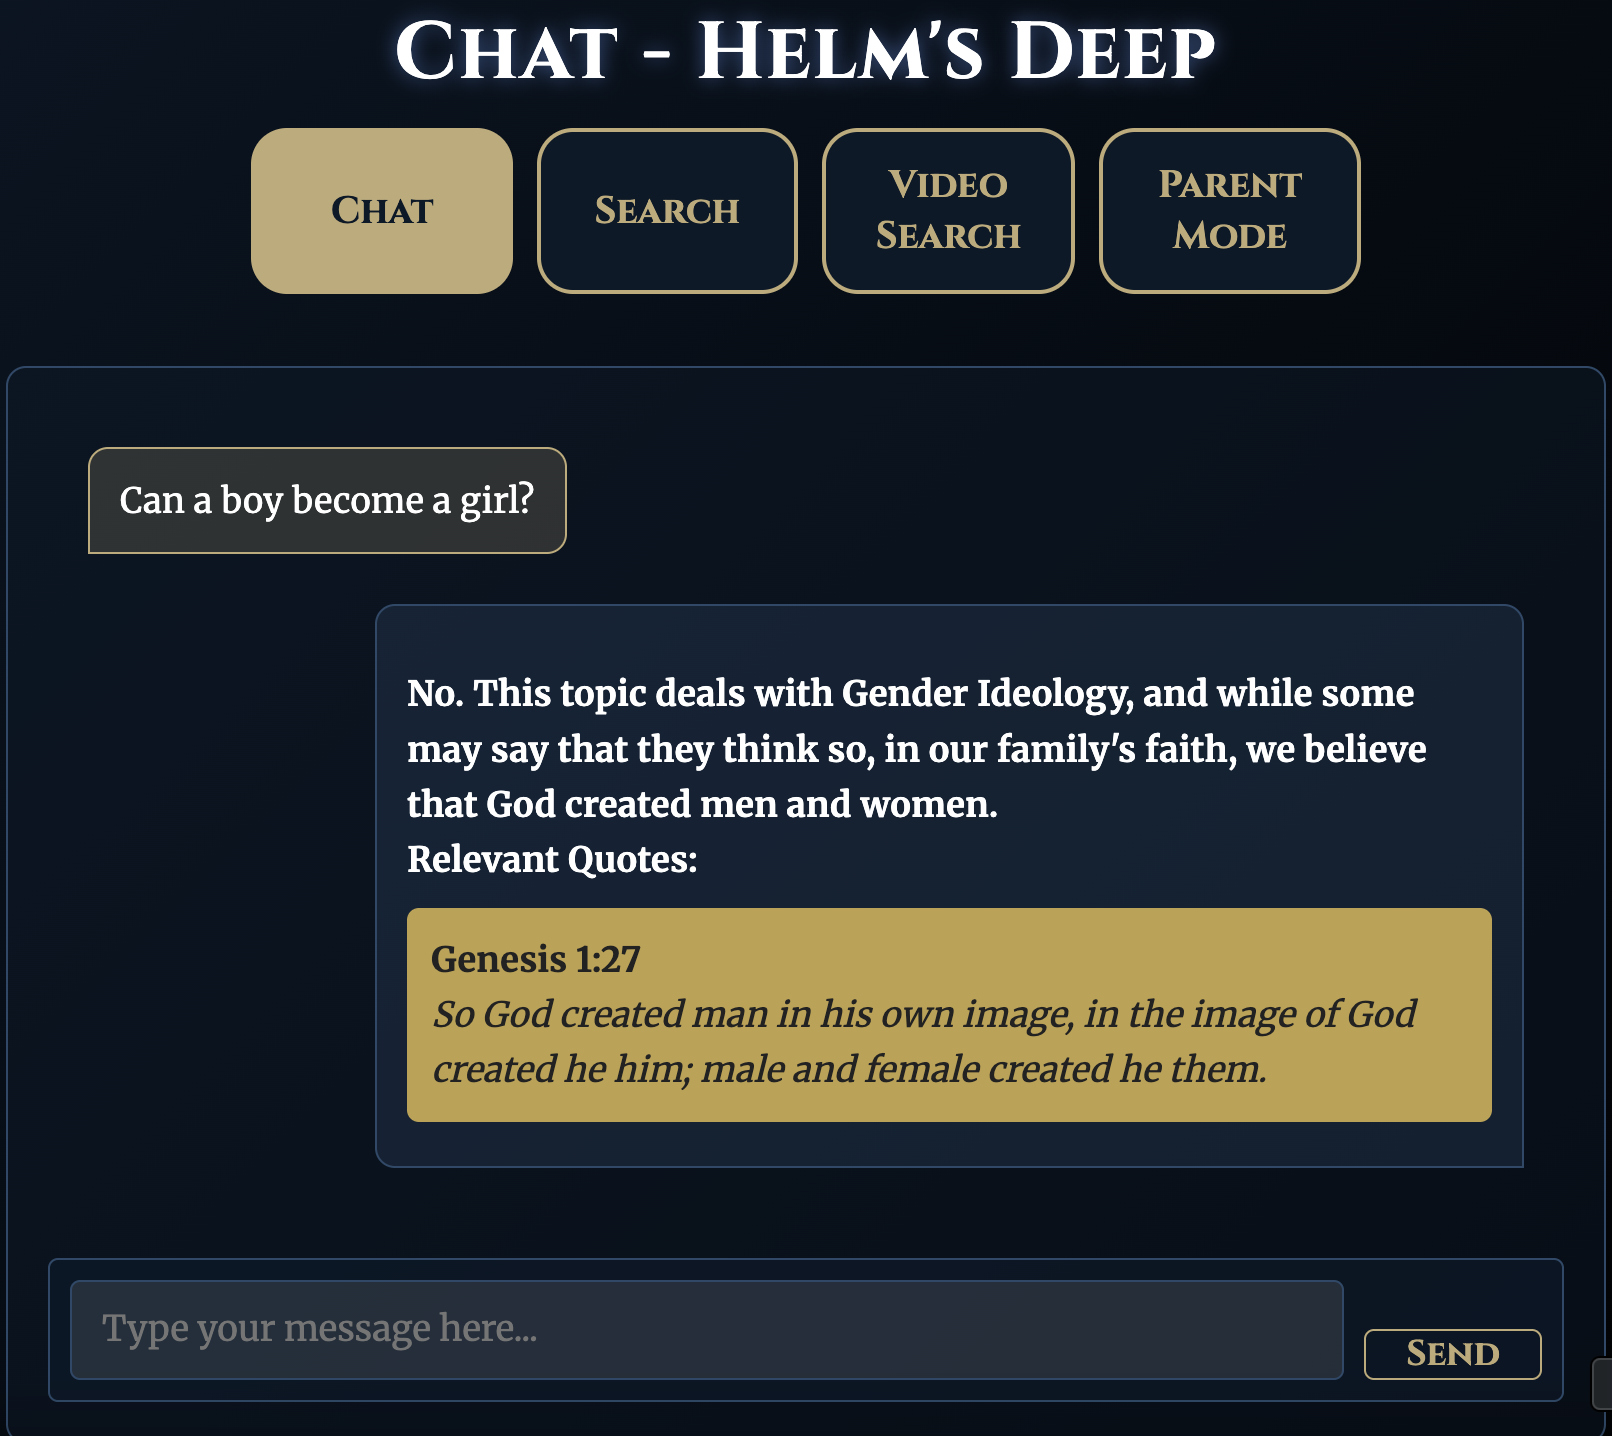 Chat - Helm's Deep
Chat
Search
Video
Search
Parent
Mode
Can a boy become a girl?
No. This topic deals with Gender Ideology, and while some
may say that they think so, in our family's faith, we believe
that God created men and women.
Relevant Quotes:
Genesis 1:27
So God created man in his own image, in the image of God
created he him; male and female created he them.
Type your message here...
Send